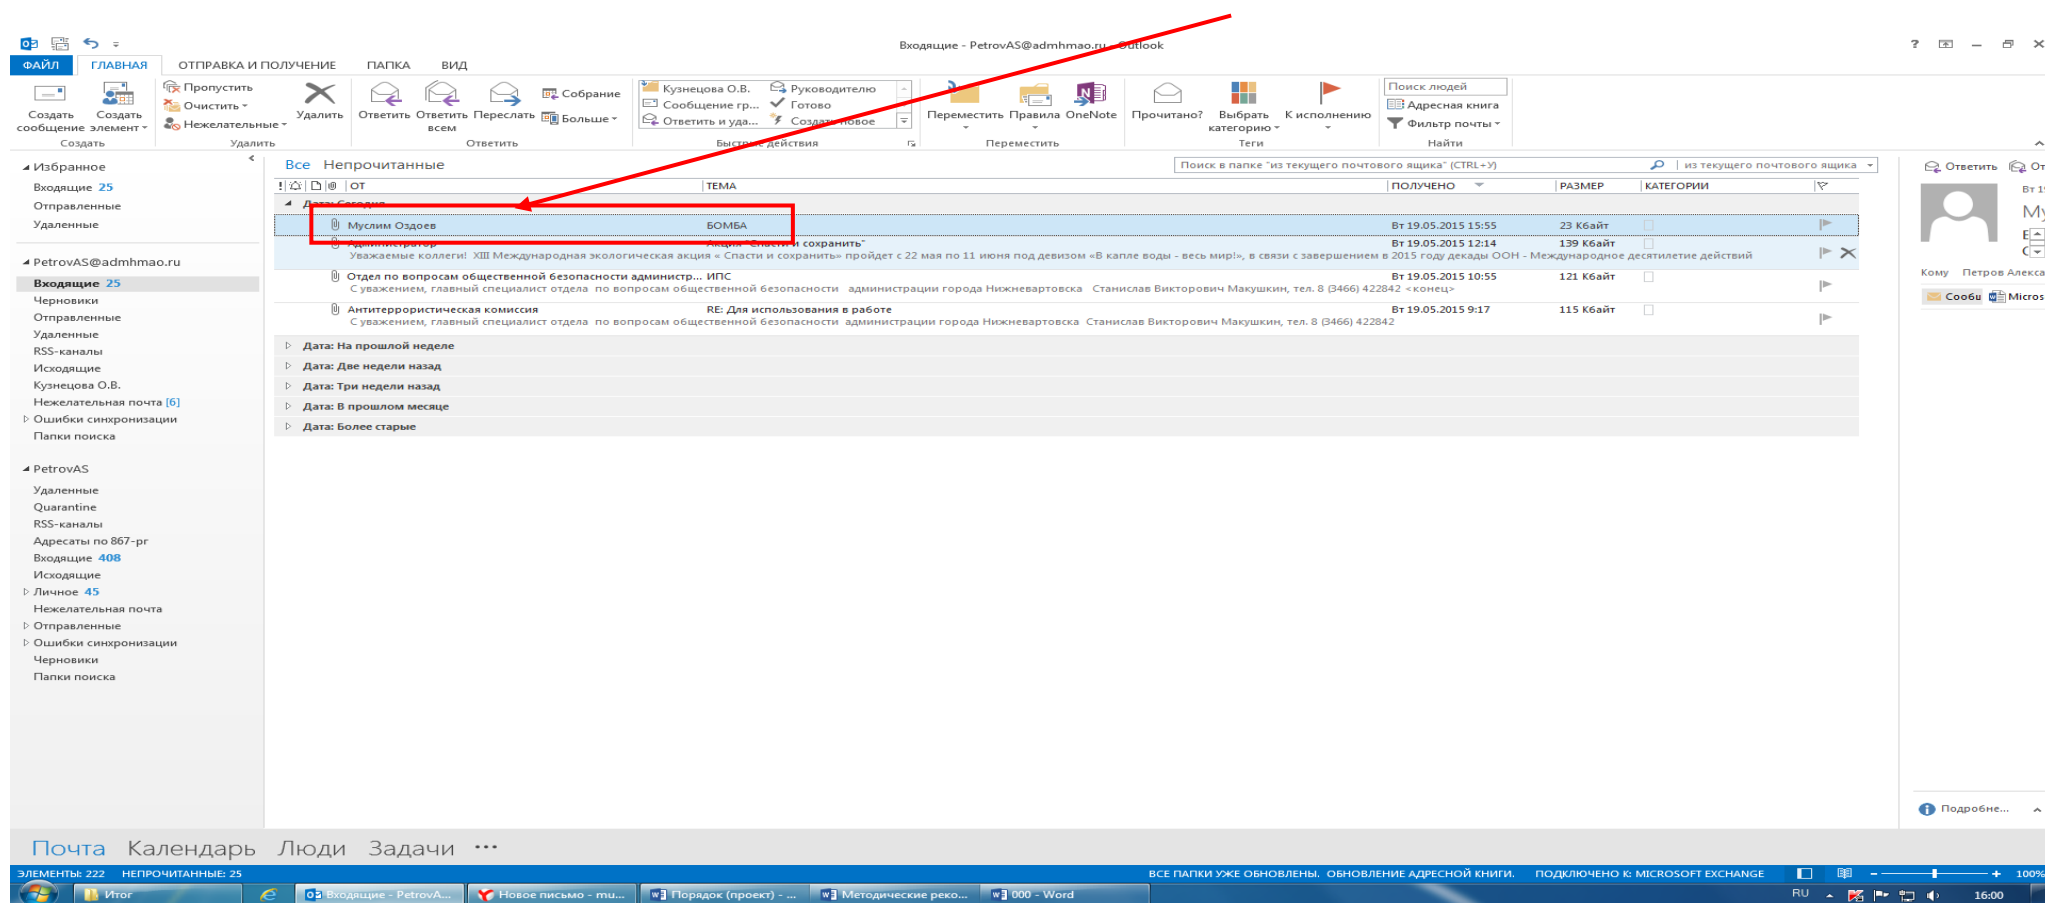 Входящие - PetrovAS@admhmao.ru - Outlook
ФАЙЛ ГЛАВНАЯ ОТПРАВКА И ПОЛУЧЕНИЕ ПАПКА ВИД
Создать сообщение
Создать элемент
Создать
Пропустить
Очистить
Нежелательные
Удалить
Удалить
Ответить
Ответить всем
Переслать
Собрание
Больше
Ответить
Кузнецова О.В.
Сообщение гр...
Ответить и уда...
Руководителю
Готово
Создать новое
Быстрые действия
Переместить
Правила
OneNote
Переместить
Прочитано?
Выбрать категорию
К исполнению
Теги
Поиск людей
Адресная книга
Фильтр почты
Найти
Избранное
Входящие 25
Отправленные
Удаленные
PetrovAS@admhmao.ru
Входящие 25
Черновики
Отправленные
Удаленные
RSS-каналы
Исходящие
Кузнецова О.В.
Нежелательная почта [6]
Ошибки синхронизации
Папки поиска
PetrovAS
Удаленные
Quarantine
RSS-каналы
Адресаты по 867-рг
Входящие 408
Исходящие
Личное 45
Нежелательная почта
Отправленные
Ошибки синхронизации
Черновики
Папки поиска
Все Непрочитанные
Поиск в папке "из текущего почтового ящика" (CTRL+У)
из текущего почтового ящика
ОТ ТЕМА ПОЛУЧЕНО РАЗМЕР КАТЕГОРИИ
Дата: Сегодня
Муслим Оздоев БОМБА Вт 19.05.2015 15:55 23 Кбайт
Администратор Акция "Спасти и сохранить" Вт 19.05.2015 12:14 139 Кбайт
Уважаемые коллеги! XIII Международная экологическая акция « Спасти и сохранить» пройдет с 22 мая по 11 июня под девизом «В капле воды - весь мир!», в связи с завершением в 2015 году декады ООН - Международное десятилетие действий
Отдел по вопросам общественной безопасности администр... ИПС Вт 19.05.2015 10:55 121 Кбайт
С уважением, главный специалист отдела по вопросам общественной безопасности администрации города Нижневартовска Станислав Викторович Макушкин, тел. 8 (3466) 422842 <конец>
Антитеррористическая комиссия RE: Для использования в работе Вт 19.05.2015 9:17 115 Кбайт
С уважением, главный специалист отдела по вопросам общественной безопасности администрации города Нижневартовска Станислав Викторович Макушкин, тел. 8 (3466) 422842
Дата: На прошлой неделе
Дата: Две недели назад
Дата: Три недели назад
Дата: В прошлом месяце
Дата: Более старые
Ответить От
Вт 1
Му
Кому Петров Алекса
Сообщ Micros
Подробне...
Почта Календарь Люди Задачи ...
ЭЛЕМЕНТЫ: 222 НЕПРОЧИТАННЫЕ: 25
ВСЕ ПАПКИ УЖЕ ОБНОВЛЕНЫ. ОБНОВЛЕНИЕ АДРЕСНОЙ КНИГИ. ПОДКЛЮЧЕНО К: MICROSOFT EXCHANGE 100%
Итог
Входящие - PetrovA...
Новое письмо - mu...
Порядок (проект) - ...
Методические реко...
000 - Word
RU 16:00